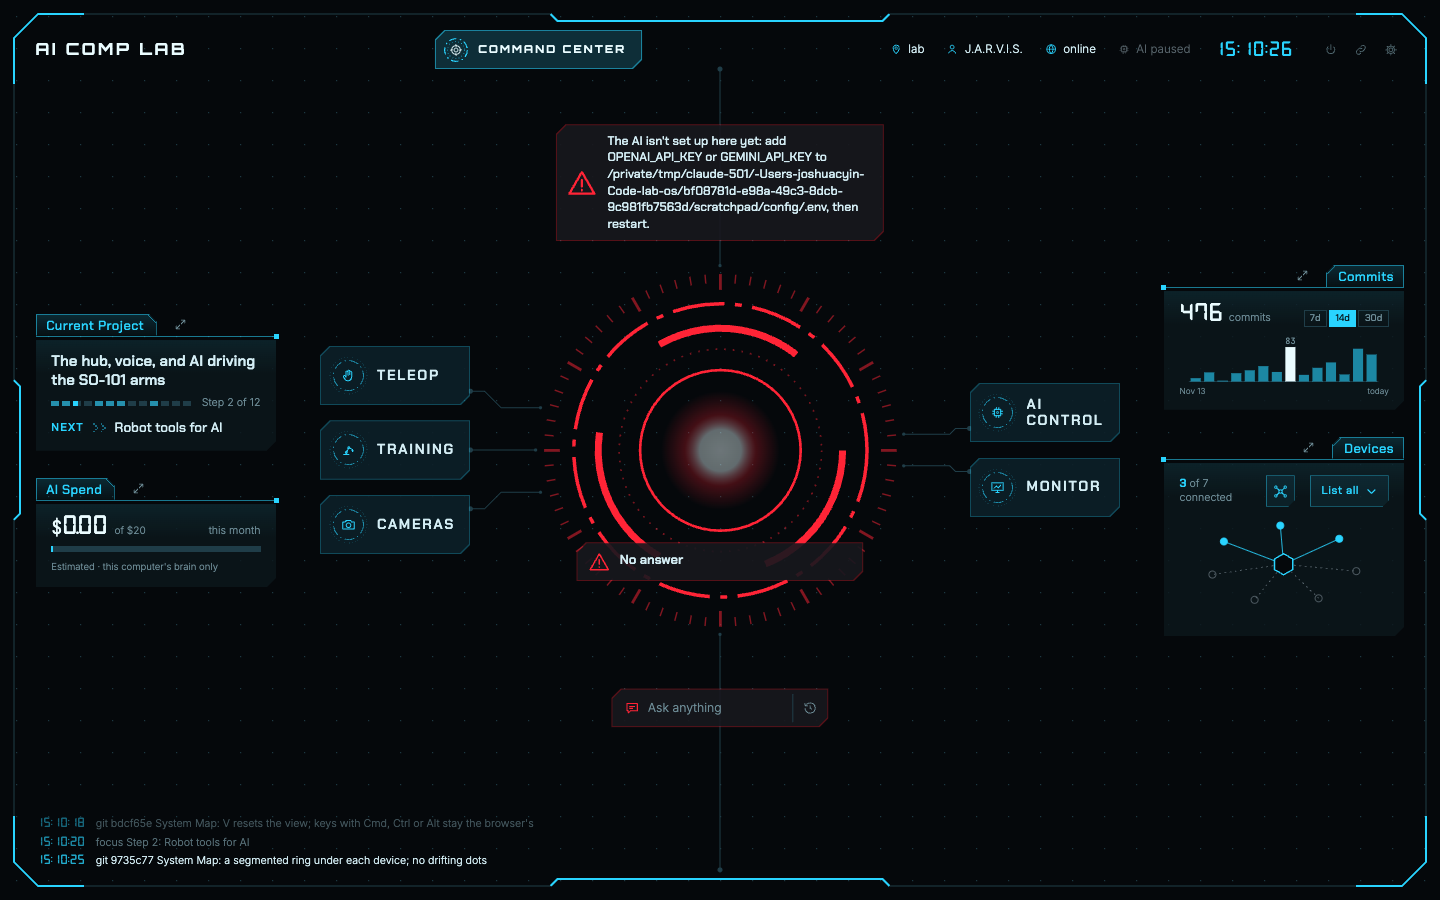 AI COMP LAB
COMMAND CENTER
lab
J.A.R.V.I.S.
online
AI paused
15:10:26
The AI isn't set up here yet: add
OPENAI_API_KEY or GEMINI_API_KEY to
/private/tmp/claude-501/-Users-joshuacyin-
Code-lab-os/bf08781d-e98a-49c3-8dcb-
9c981fb7563d/scratchpad/config/.env, then
restart.
Current Project
The hub, voice, and AI driving
the SO-101 arms
Step 2 of 12
NEXT Robot tools for AI
AI Spend
$0.00 of $20 this month
Estimated · this computer's brain only
TELEOP
TRAINING
CAMERAS
No answer
Ask anything
AI
CONTROL
MONITOR
Commits
476 commits
7d 14d 30d
83
Nov 13 today
Devices
3 of 7
connected
List all
15:10:18 git bdcf65e System Map: V resets the view; keys with Cmd, Ctrl or Alt stay the browser's
15:10:20 focus Step 2: Robot tools for AI
15:10:25 git 9735c77 System Map: a segmented ring under each device; no drifting dots